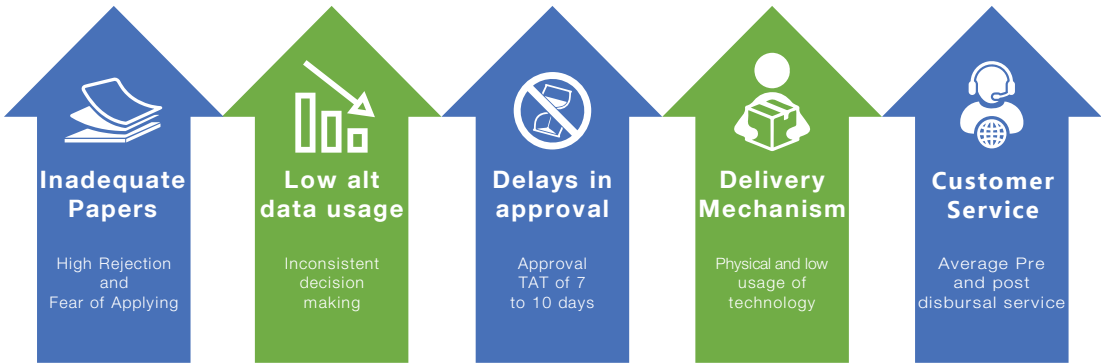 Inadequate
Papers
High Rejection
and
Fear of Applying
Low alt
data usage
Inconsistent
decision
making
Delays in
approval
Approval
TAT of 7
to 10 days
Delivery
Mechanism
Physical and low
usage of
technology
Customer
Service
Average Pre
and post
disbursal service